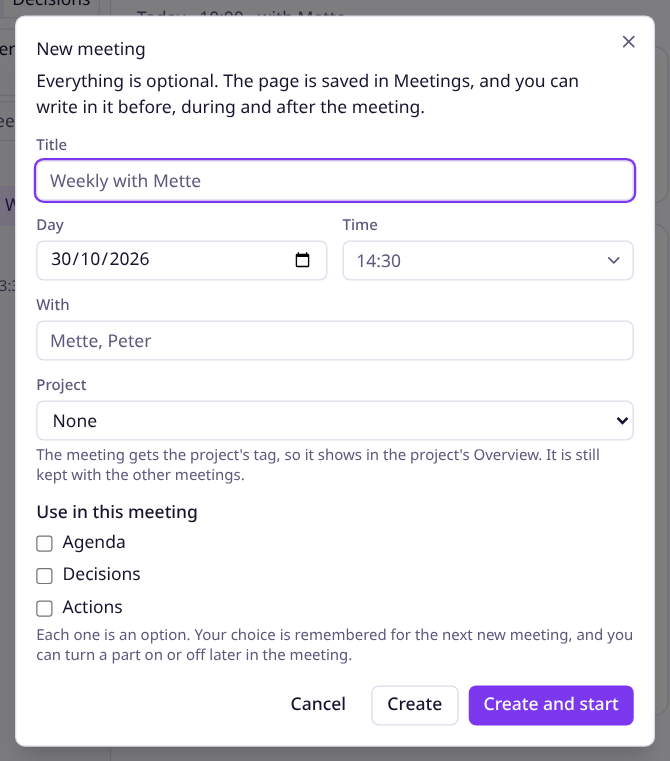 Decisions
New meeting
Everything is optional. The page is saved in Meetings, and you can
write in it before, during and after the meeting.
Title
Weekly with Mette
Day
Time
30/10/2026
14:30
With
Mette, Peter
Project
None
The meeting gets the project's tag, so it shows in the project's Overview. It is still
kept with the other meetings.
Use in this meeting
Agenda
Decisions
Actions
Each one is an option. Your choice is remembered for the next new meeting, and you
can turn a part on or off later in the meeting.
Cancel
Create
Create and start